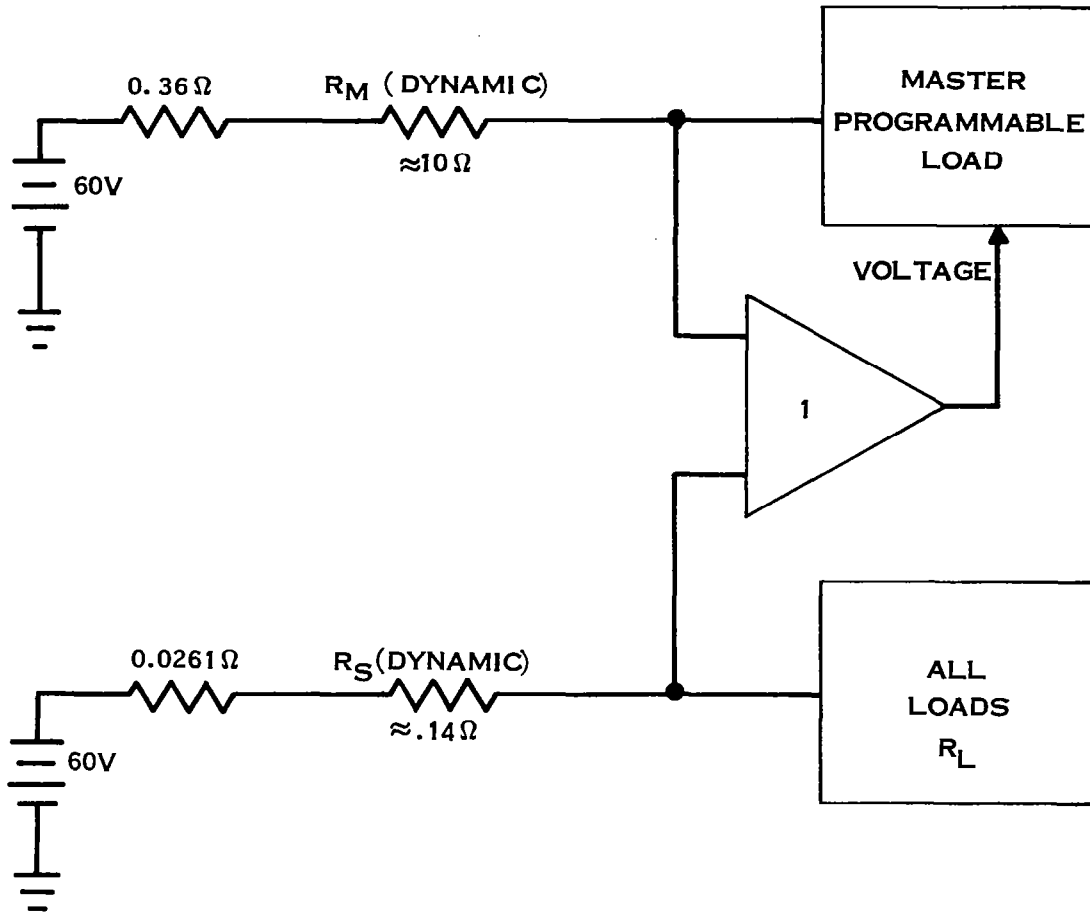 0.36Ω
R_M (DYNAMIC)
≈10Ω
60V
MASTER
PROGRAMMABLE
LOAD
VOLTAGE
1
0.0261Ω
R_S (DYNAMIC)
≈.14Ω
60V
ALL
LOADS
R_L